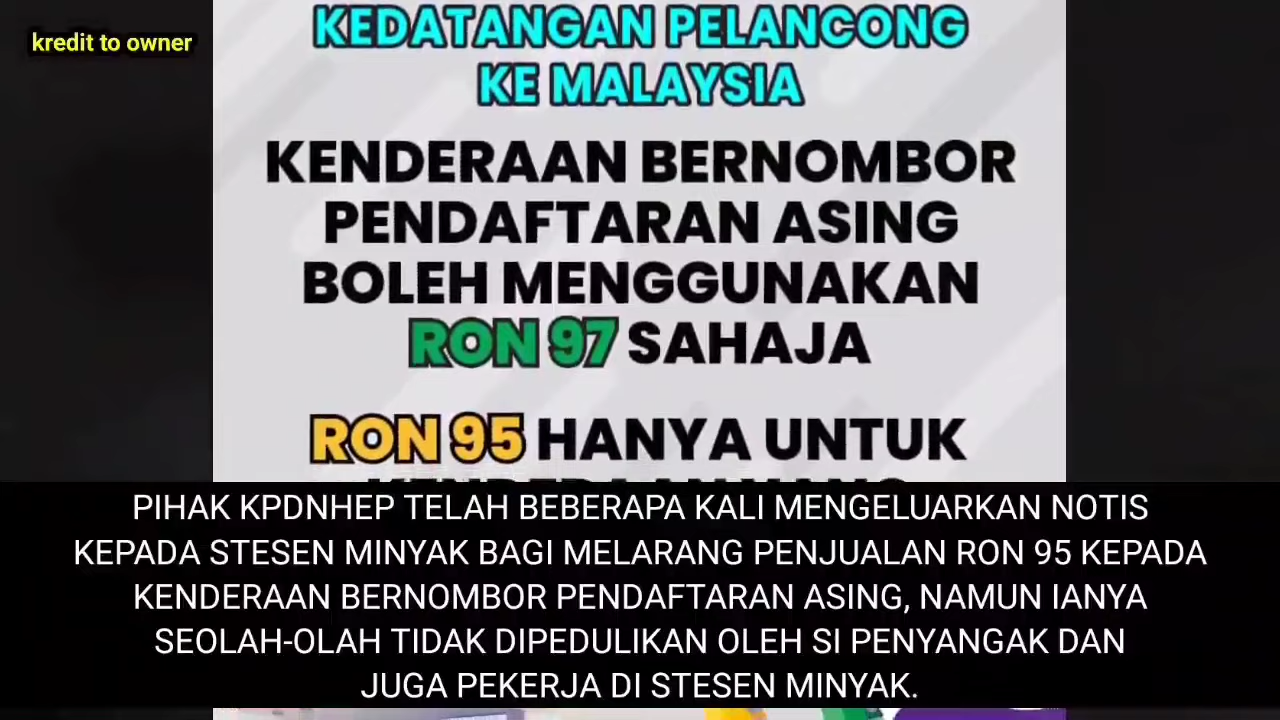 kredit to owner
KEDATANGAN PELANCONG
KE MALAYSIA
KENDERAAN BERNOMBOR
PENDAFTARAN ASING
BOLEH MENGGUNAKAN
RON 97 SAHAJA
RON 95 HANYA UNTUK
PIHAK KPDNHEP TELAH BEBERAPA KALI MENGELUARKAN NOTIS
KEPADA STESEN MINYAK BAGI MELARANG PENJUALAN RON 95 KEPADA
KENDERAAN BERNOMBOR PENDAFTARAN ASING, NAMUN IANYA
SEOLAH-OLAH TIDAK DIPEDULIKAN OLEH SI PENYANGAK DAN
JUGA PEKERJA DI STESEN MINYAK.